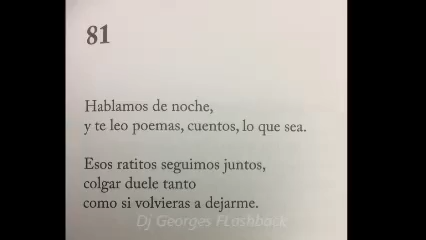 81
Hablamos de noche,
y te leo poemas, cuentos, lo que sea.
Esos ratitos seguimos juntos,
colgar duele tanto
como si volvieras a dejarme.
Dj Georges FLashback